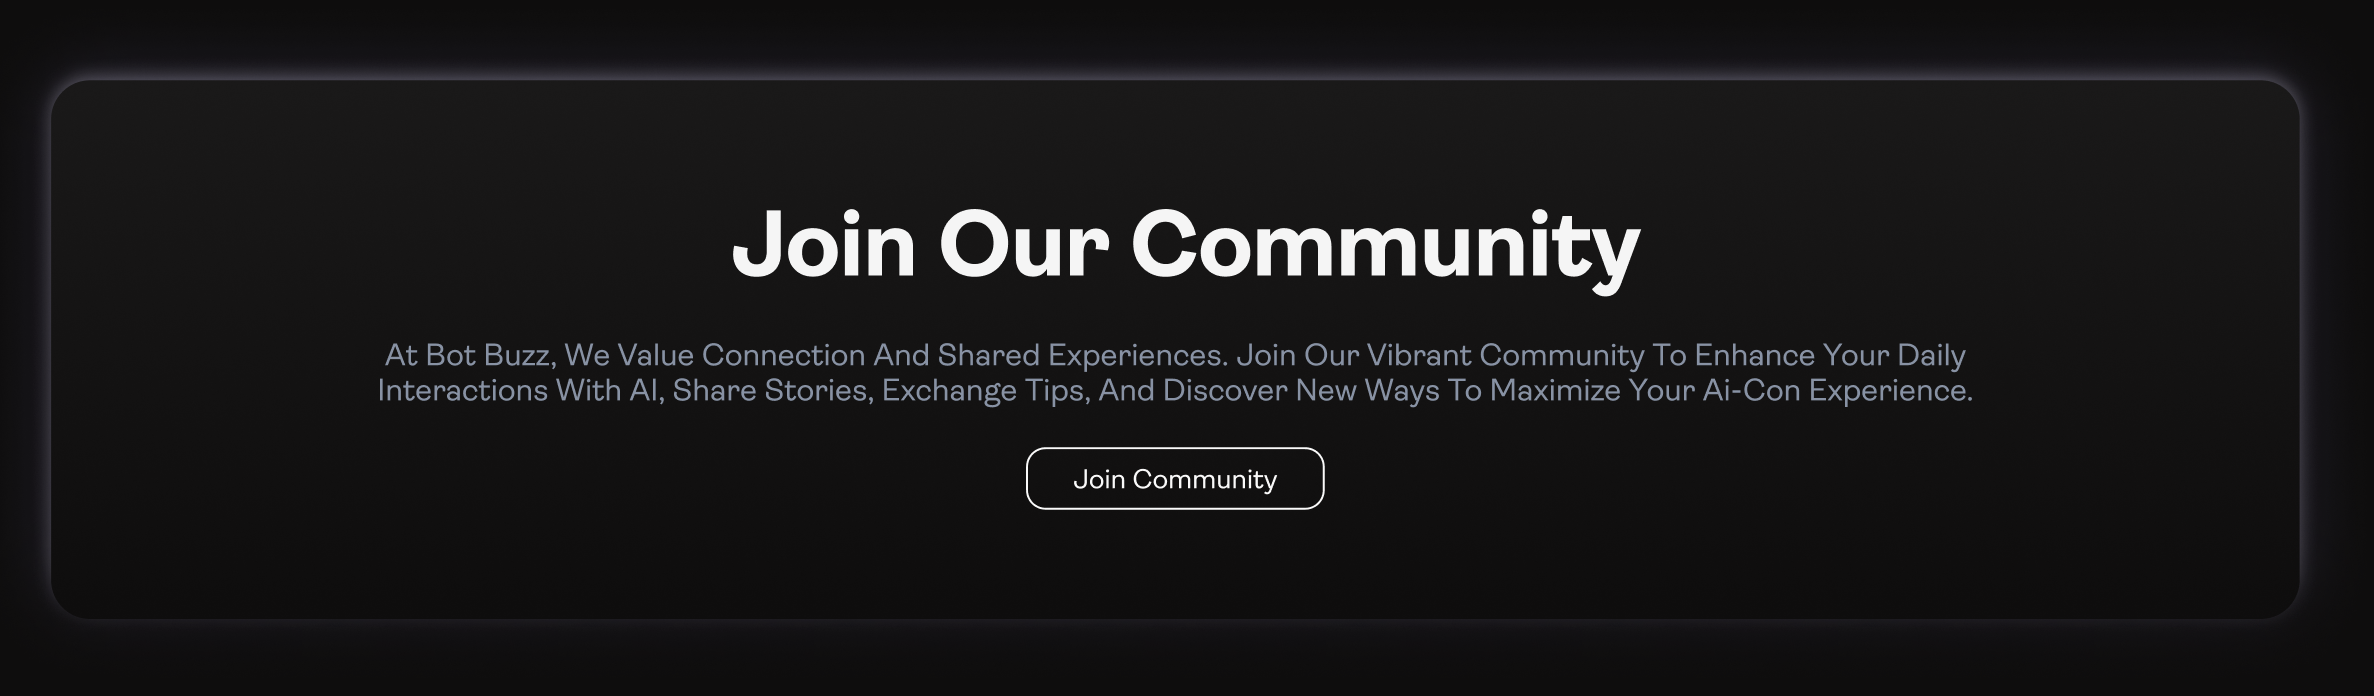 Join Our Community
At Bot Buzz, We Value Connection And Shared Experiences. Join Our Vibrant Community To Enhance Your Daily
Interactions With AI, Share Stories, Exchange Tips, And Discover New Ways To Maximize Your Ai-Con Experience.
Join Community